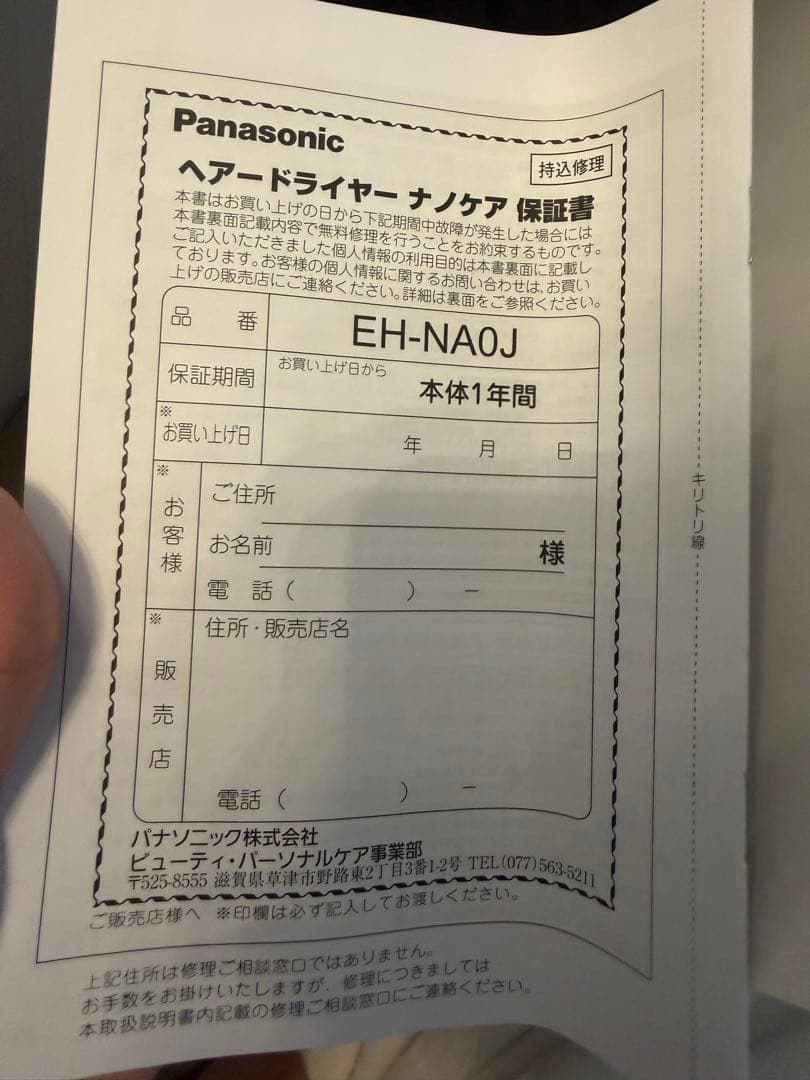 Panasonic
持込修理
ヘアードライヤー ナノケア 保証書
本書はお買い上げの日から下記期間中故障が発生した場合には
本書裏面記載内容で無料修理を行うことをお約束するものです。
ご記入いただきました個人情報の利用目的は本書裏面に記載し
ております。お客様の個人情報に関するお問い合わせは、お買い
上げの販売店にご連絡ください。詳細は裏面をご参照ください。
品 番 EH-NA0J
保証期間 お買い上げ日から 本体1年間
※お買い上げ日 年 月 日
※お客様
ご住所
お名前 様
電 話 ( ) －
※販売店
住所・販売店名
電話 ( ) －
パナソニック株式会社
ビューティ・パーソナルケア事業部
〒525-8555 滋賀県草津市野路東2丁目3番1-2号 TEL(077)563-5211
ご販売店様へ ※印欄は必ず記入してお渡しください。
上記住所は修理ご相談窓口ではありません。
お手数をお掛けいたしますが、修理につきましては
本取扱説明書内記載の修理ご相談窓口にご連絡ください。
キリトリ線